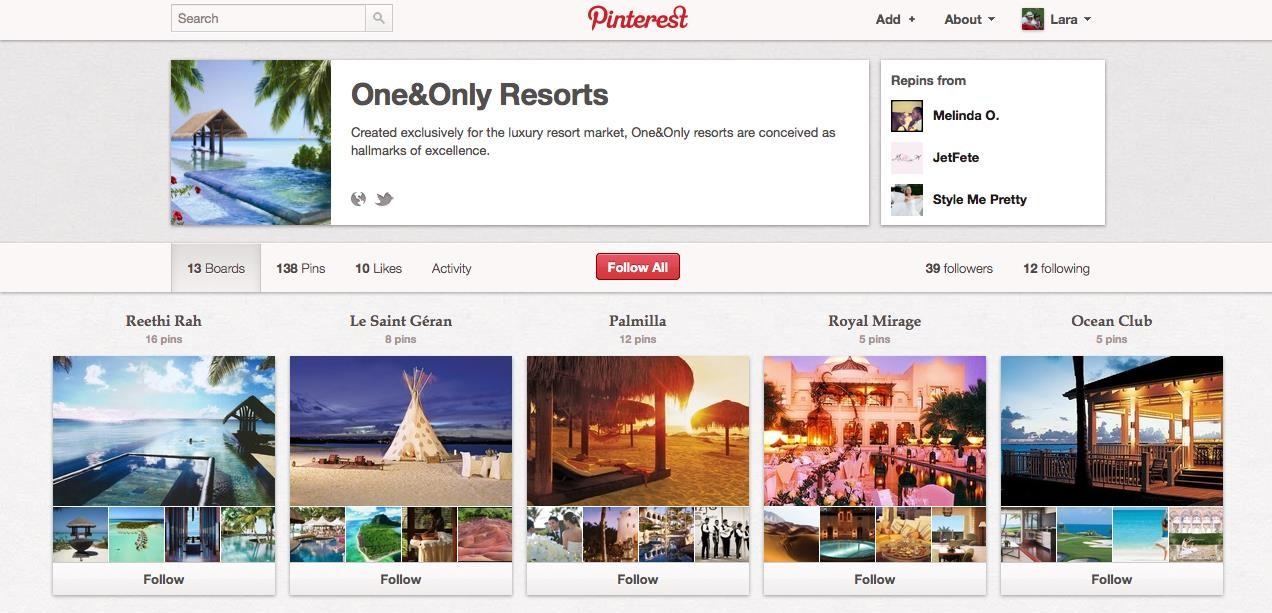 Search
Pinterest
Add +
About
Lara
One&Only Resorts
Created exclusively for the luxury resort market, One&Only resorts are conceived as
hallmarks of excellence.
Repins from
Melinda O.
JetFete
Style Me Pretty
13 Boards
138 Pins
10 Likes
Activity
Follow All
39 followers
12 following
Reethi Rah
16 pins
Follow
Le Saint Géran
8 pins
Follow
Palmilla
12 pins
Follow
Royal Mirage
5 pins
Follow
Ocean Club
5 pins
Follow